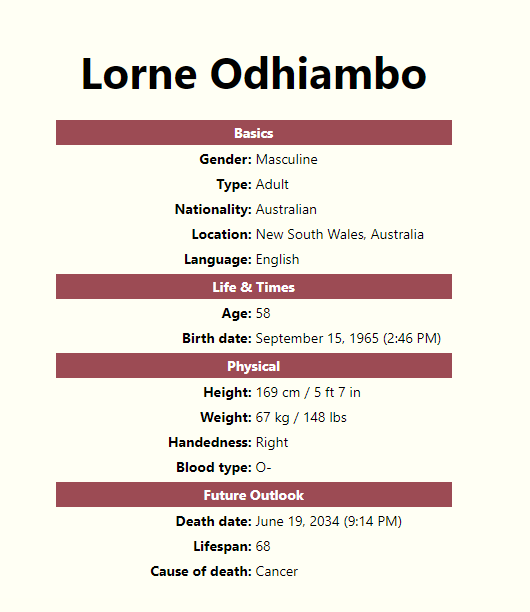 Lorne Odhiambo
Basics
Gender: Masculine
Type: Adult
Nationality: Australian
Location: New South Wales, Australia
Language: English
Life & Times
Age: 58
Birth date: September 15, 1965 (2:46 PM)
Physical
Height: 169 cm / 5 ft 7 in
Weight: 67 kg / 148 lbs
Handedness: Right
Blood type: O-
Future Outlook
Death date: June 19, 2034 (9:14 PM)
Lifespan: 68
Cause of death: Cancer